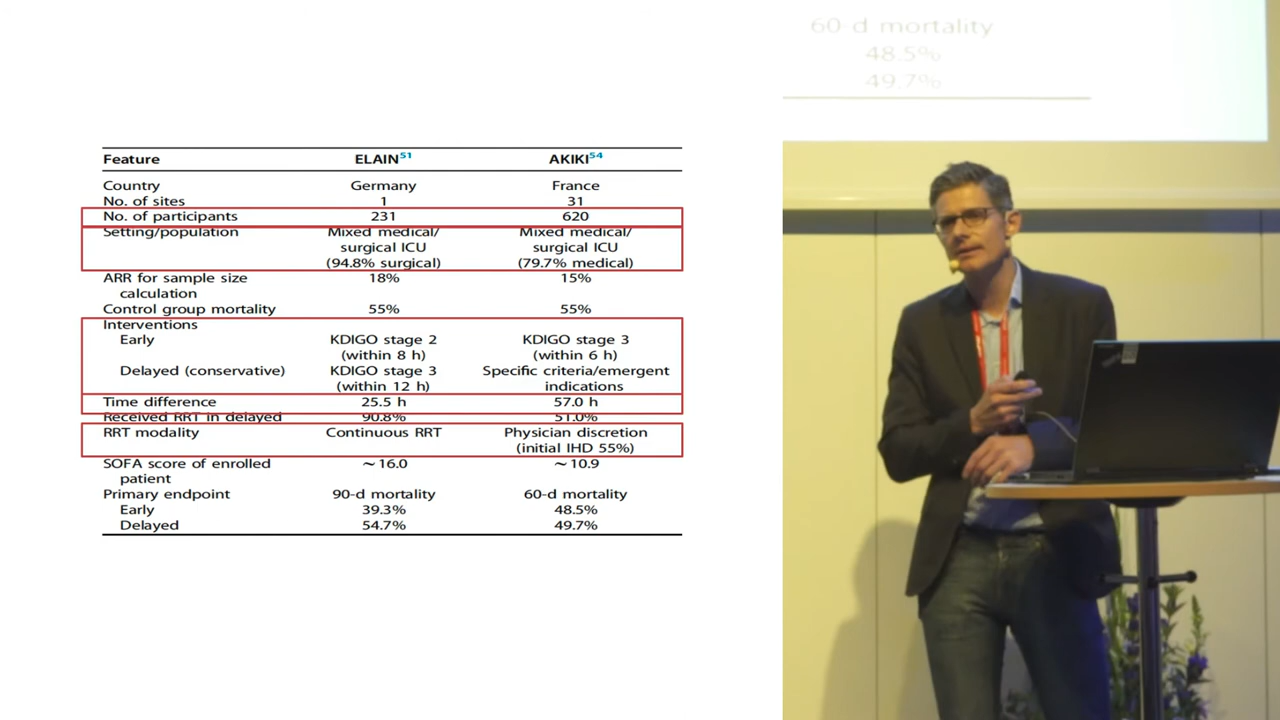 Feature ELAIN51 AKIKI54
Country Germany France
No. of sites 1 31
No. of participants 231 620
Setting/population Mixed medical/ Mixed medical/
surgical ICU surgical ICU
(94.8% surgical) (79.7% medical)
ARR for sample size 18% 15%
calculation
Control group mortality 55% 55%
Interventions
Early KDIGO stage 2 KDIGO stage 3
(within 8 h) (within 6 h)
Delayed (conservative) KDIGO stage 3 Specific criteria/emergent
(within 12 h) indications
Time difference 25.5 h 57.0 h
Received RRT in delayed 90.8% 51.0%
RRT modality Continuous RRT Physician discretion
(initial IHD 55%)
SOFA score of enrolled ~16.0 ~10.9
patient
Primary endpoint 90-d mortality 60-d mortality
Early 39.3% 48.5%
Delayed 54.7% 49.7%
60-d mortality
48.5%
49.7%